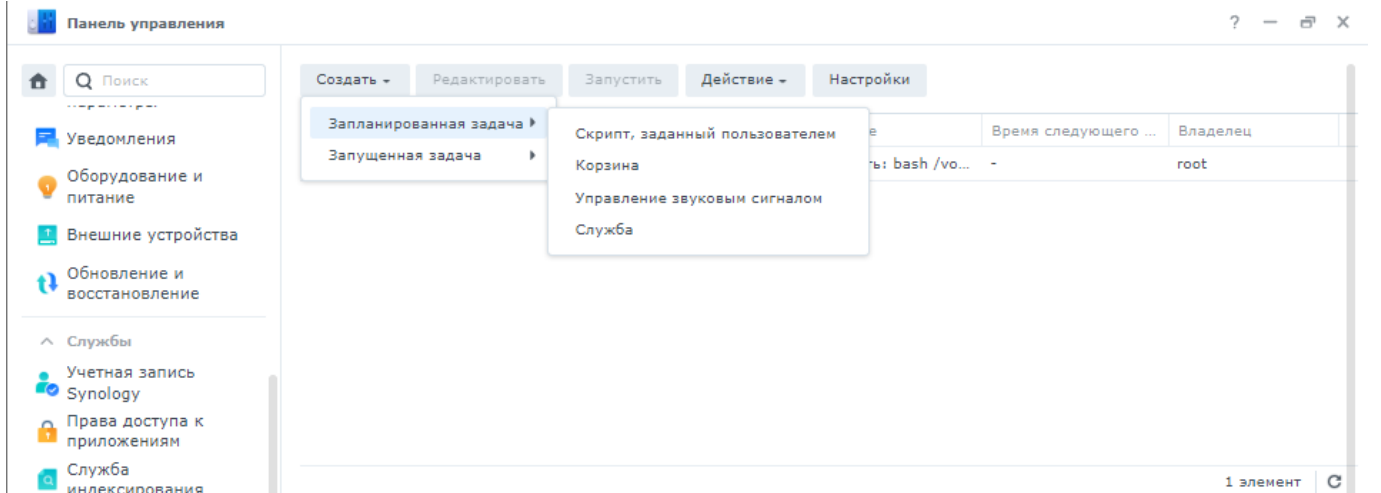 Панель управления
Поиск
Создать
Редактировать
Запустить
Действие
Настройки
Уведомления
Оборудование и
питание
Внешние устройства
Обновление и
восстановление
Службы
Учетная запись
Synology
Права доступа к
приложениям
Служба
индексирования
Запланированная задача
Запущенная задача
Скрипт, заданный пользователем
Корзина
Управление звуковым сигналом
Служба
Время следующего ...
Владелец
bash /vo...
-
root
1 элемент